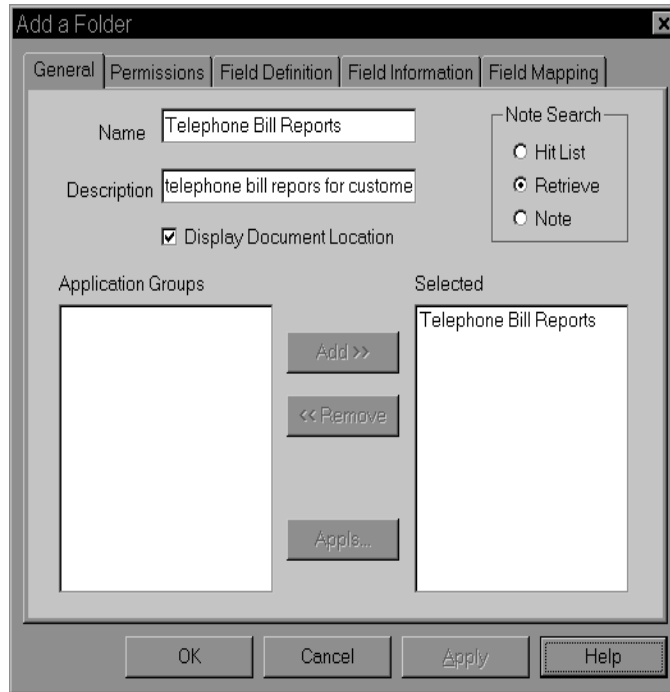 Add a Folder
General Permissions Field Definition Field Information Field Mapping
Name Telephone Bill Reports
Note Search
Hit List
Retrieve
Note
Description telephone bill repors for custome
Display Document Location
Application Groups
Selected
Telephone Bill Reports
Add >>
<< Remove
Appls...
OK Cancel Apply Help